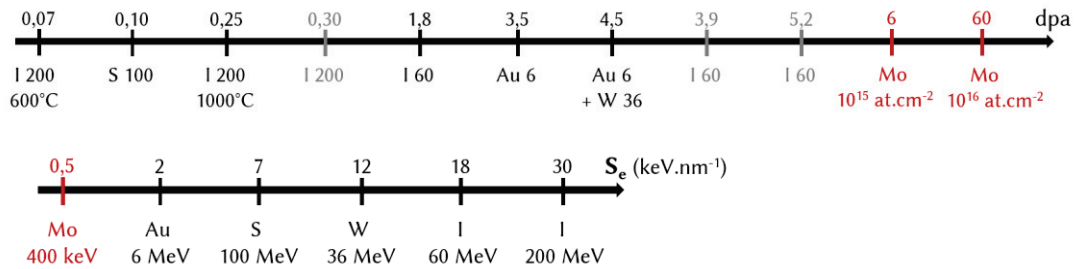 0,07 0,10 0,25 0,30 1,8 3,5 4,5 3,9 5,2 6 60 dpa
I 200 S 100 I 200 I 200 I 60 Au 6 Au 6 I 60 I 60 Mo Mo
600°C 1000°C + W 36 10¹⁵ at.cm⁻² 10¹⁶ at.cm⁻²
0,5 2 7 12 18 30 Sₑ (keV.nm⁻¹)
Mo Au S W I I
400 keV 6 MeV 100 MeV 36 MeV 60 MeV 200 MeV